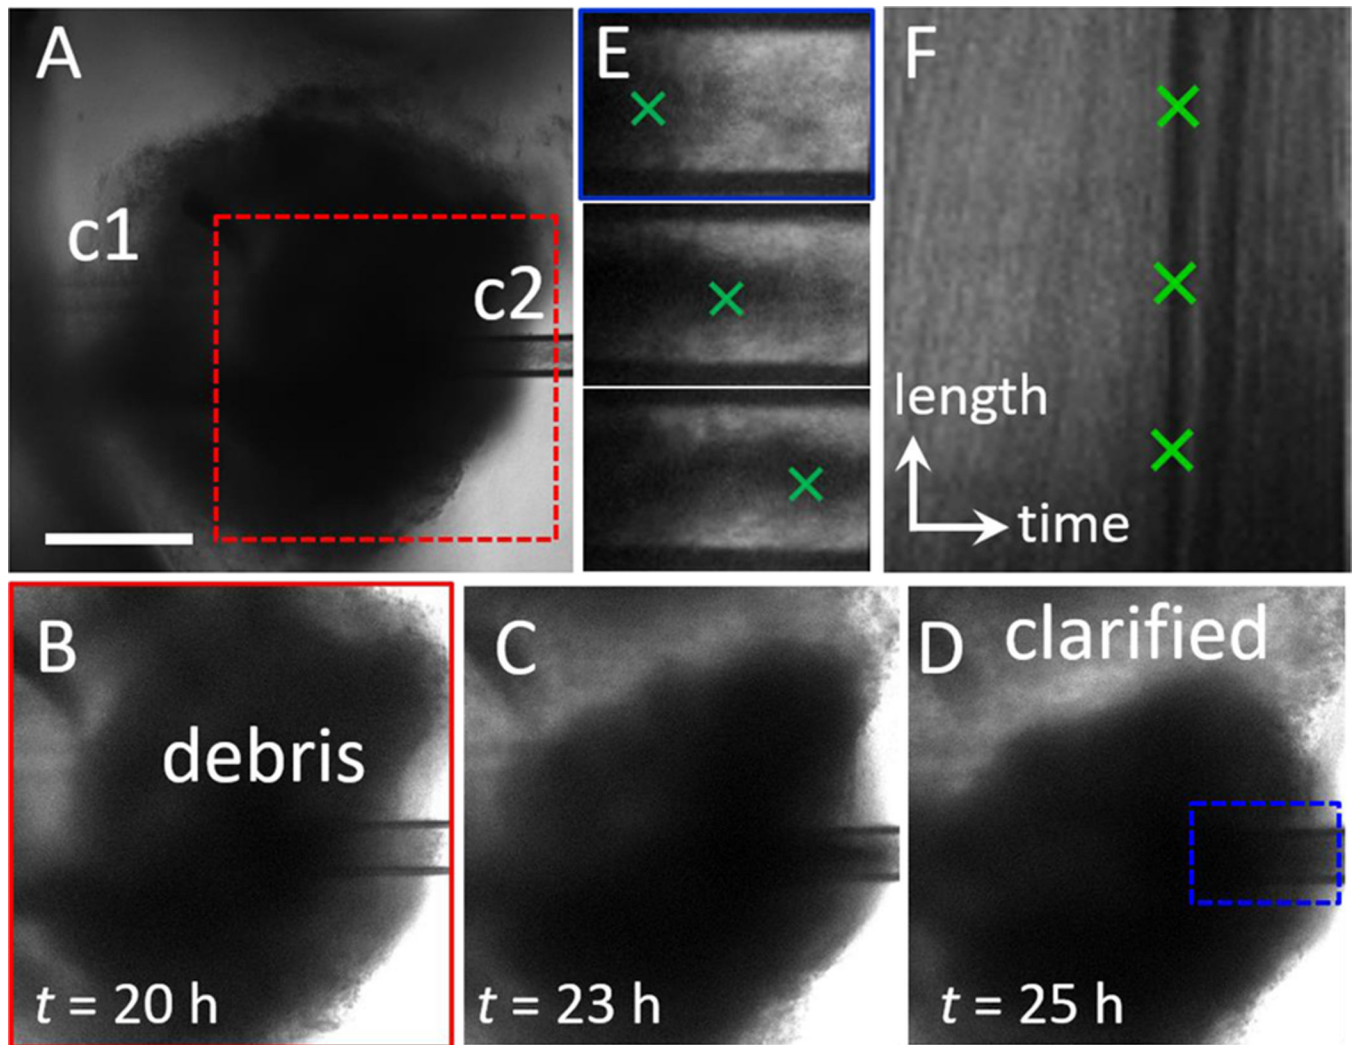 A
E
F
c1
c2
length
time
B
C
D
clarified
debris
t = 20 h
t = 23 h
t = 25 h